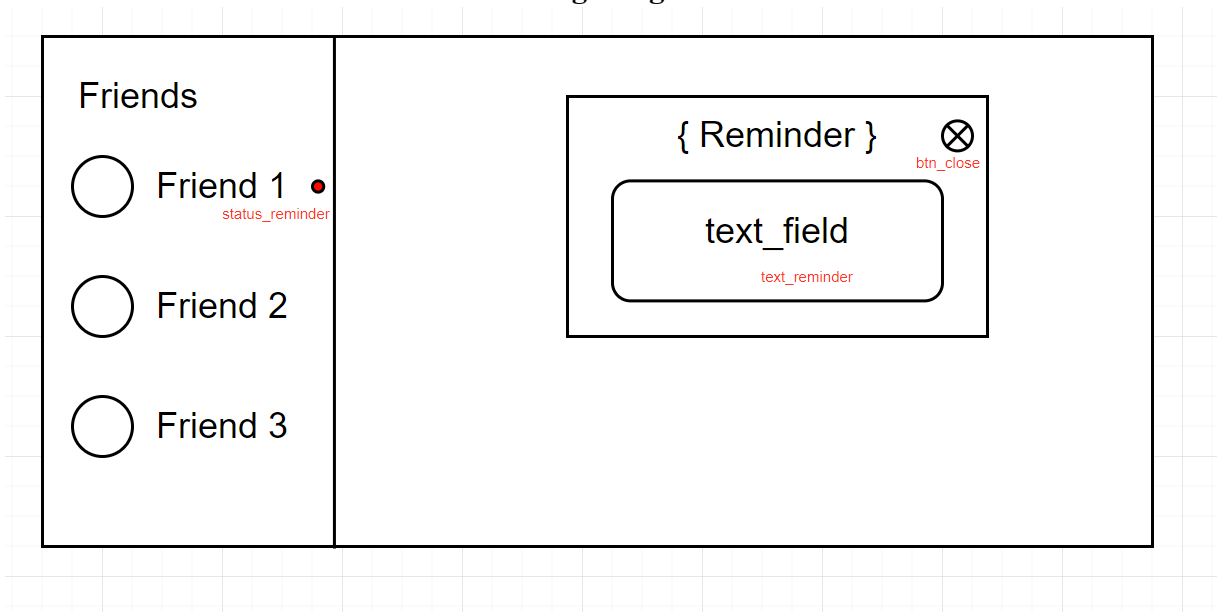 Friends
Friend 1
status_reminder
Friend 2
Friend 3
{ Reminder }
btn_close
text_field
text_reminder